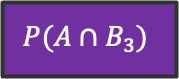 P(A ∩ B₃)